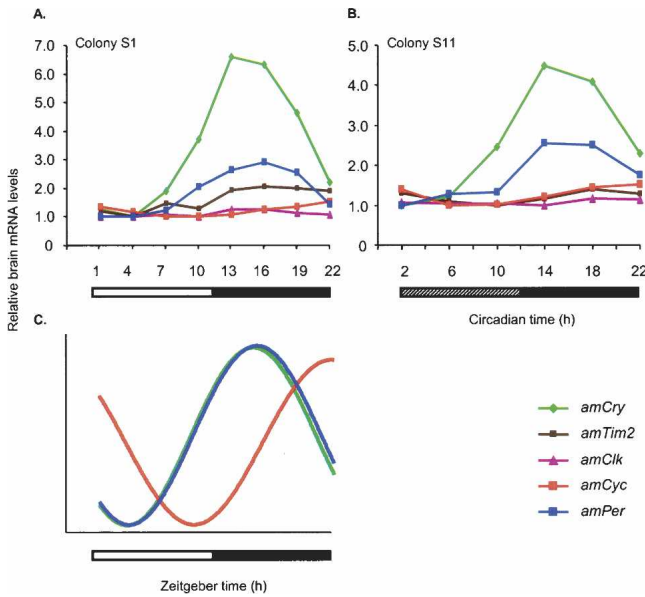 A.
Colony S1
7.0
6.0
5.0
4.0
3.0
2.0
1.0
0
1 4 7 10 13 16 19 22
B.
Colony S11
5.0
4.0
3.0
2.0
1.0
0
2 6 10 14 18 22
Relative brain mRNA levels
Circadian time (h)
C.
Zeitgeber time (h)
amCry
amTim2
amClk
amCyc
amPer